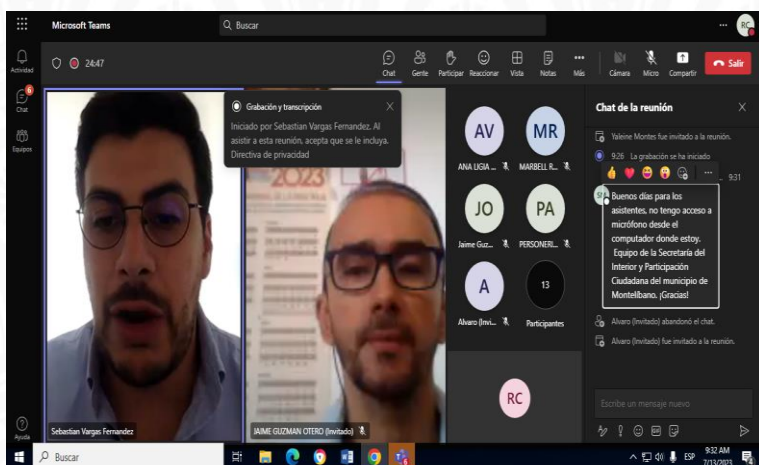 Microsoft Teams
Buscar
RC
Actividad
Chat
6
Equipos
Ayuda
24:47
Chat
Gente
Participar
Reaccionar
Vista
Notas
Más
Cámara
Micro
Compartir
Salir
Grabación y transcripción
Iniciado por Sebastian Vargas Fernandez. Al
asistir a esta reunión, acepta que se le incluya.
Directiva de privacidad
2023
Sebastian Vargas Fernandez
JAIME GUZMAN OTERO (Invitado)
AV
ANA LIGIA ...
MR
MARBELL R...
JO
Jaime Guz...
PA
PERSONERI...
A
Alvaro (Invi...
13
Participantes
RC
Chat de la reunión
Yaleine Montes fue invitado a la reunión.
9:26 La grabación se ha iniciado
9:31
Buenos días para los
asistentes, no tengo acceso a
micrófono desde el
computador donde estoy.
Equipo de la Secretaría del
Interior y Participación
Ciudadana del municipio de
Montelíbano. ¡Gracias!
Alvaro (Invitado) abandonó el chat.
Alvaro (Invitado) fue invitado a la reunión.
Escribe un mensaje nuevo
Buscar
ESP
9:32 AM
7/13/2023